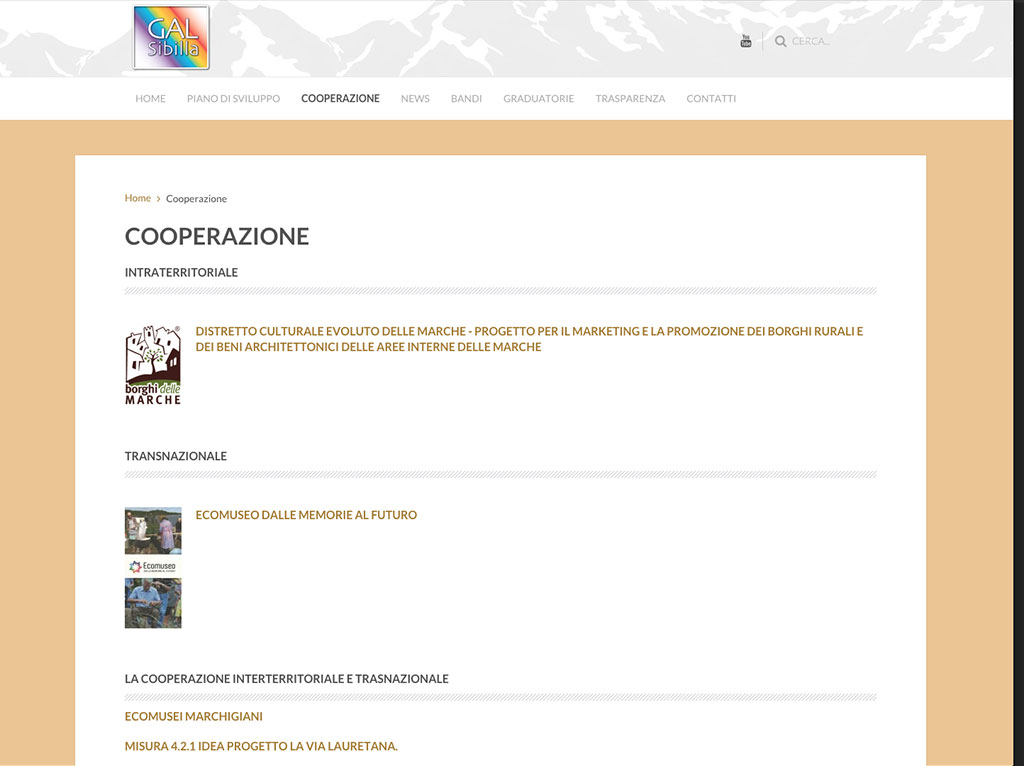 GAL
Sibilla
You
Tube
CERCA...
HOME PIANO DI SVILUPPO COOPERAZIONE NEWS BANDI GRADUATORIE TRASPARENZA CONTATTI
Home › Cooperazione
COOPERAZIONE
INTRATERRITORIALE
DISTRETTO CULTURALE EVOLUTO DELLE MARCHE - PROGETTO PER IL MARKETING E LA PROMOZIONE DEI BORGHI RURALI E
DEI BENI ARCHITETTONICI DELLE AREE INTERNE DELLE MARCHE
borghi delle
MARCHE
TRANSNAZIONALE
ECOMUSEO DALLE MEMORIE AL FUTURO
Ecomuseo
LA COOPERAZIONE INTERTERRITORIALE E TRASNAZIONALE
ECOMUSEI MARCHIGIANI
MISURA 4.2.1 IDEA PROGETTO LA VIA LAURETANA.